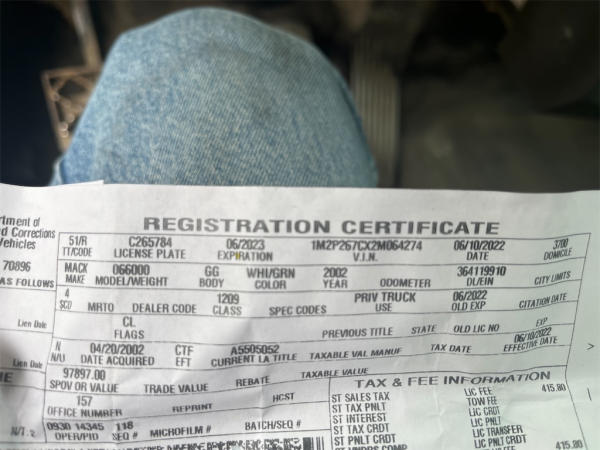 REGISTRATION CERTIFICATE
rtment of
d Corrections
Vehicles
51/R C265784 06/2023 1M2P267CX2M064274 06/10/2022 3700
TT/CODE LICENSE PLATE EXPIRATION V.I.N. DATE DOMICILE
70896
MACK 066000 GG WHI/GRN 2002 364119910
AS FOLLOWS MAKE MODEL/WEIGHT BODY COLOR YEAR ODOMETER DL/EIN CITY LIMITS
4 1209 PRIV TRUCK 06/2022
SCD MRTO DEALER CODE CLASS SPEC CODES USE OLD EXP CITATION DATE
Lien Date CL
FLAGS PREVIOUS TITLE STATE OLD LIC NO EXP
N 04/20/2002 CTF A5505052 06/10/2022
Lien Date N/U DATE ACQUIRED EFT CURRENT LA TITLE TAXABLE VAL MANUF TAX DATE EFFECTIVE DATE
97897.00
SPOV OR VALUE TRADE VALUE REBATE TAXABLE VALUE
157
OFFICE NUMBER REPRINT HCST
0930 14345 118
OPER/PID SEQ # MICROFILM # BATCH/SEQ #
TAX & FEE INFORMATION
ST SALES TAX LIC FEE 415.80
ST TAX PNLT TOW FEE
ST INTEREST LIC CRDT
ST TAX CRDT LIC PNLT
ST PNLT CRDT LIC TRANSFER
LIC PNLT CRDT 415.80